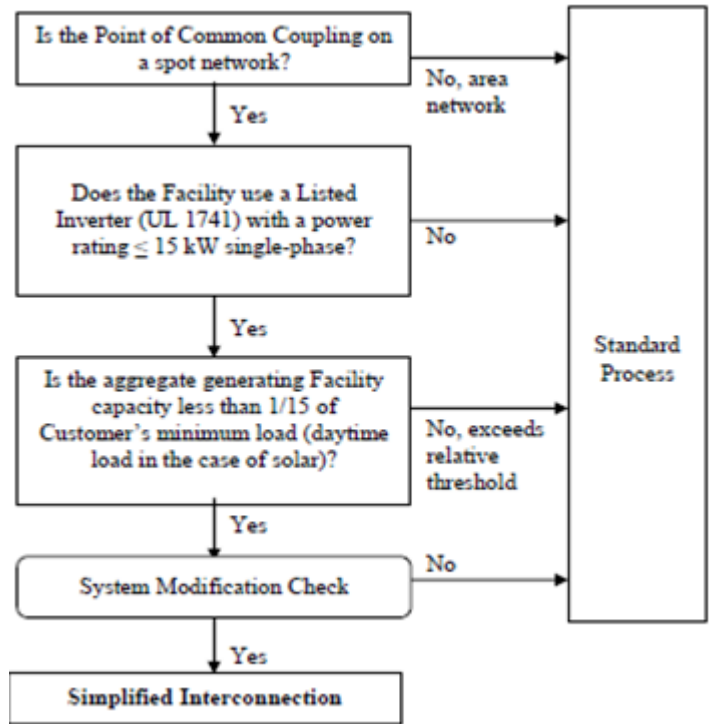 Is the Point of Common Coupling on
a spot network?
No, area
network
Yes
Does the Facility use a Listed
Inverter (UL 1741) with a power
rating ≤ 15 kW single-phase?
No
Yes
Standard
Process
Is the aggregate generating Facility
capacity less than 1/15 of
Customer’s minimum load (daytime
load in the case of solar)?
No, exceeds
relative
threshold
Yes
System Modification Check
No
Yes
Simplified Interconnection